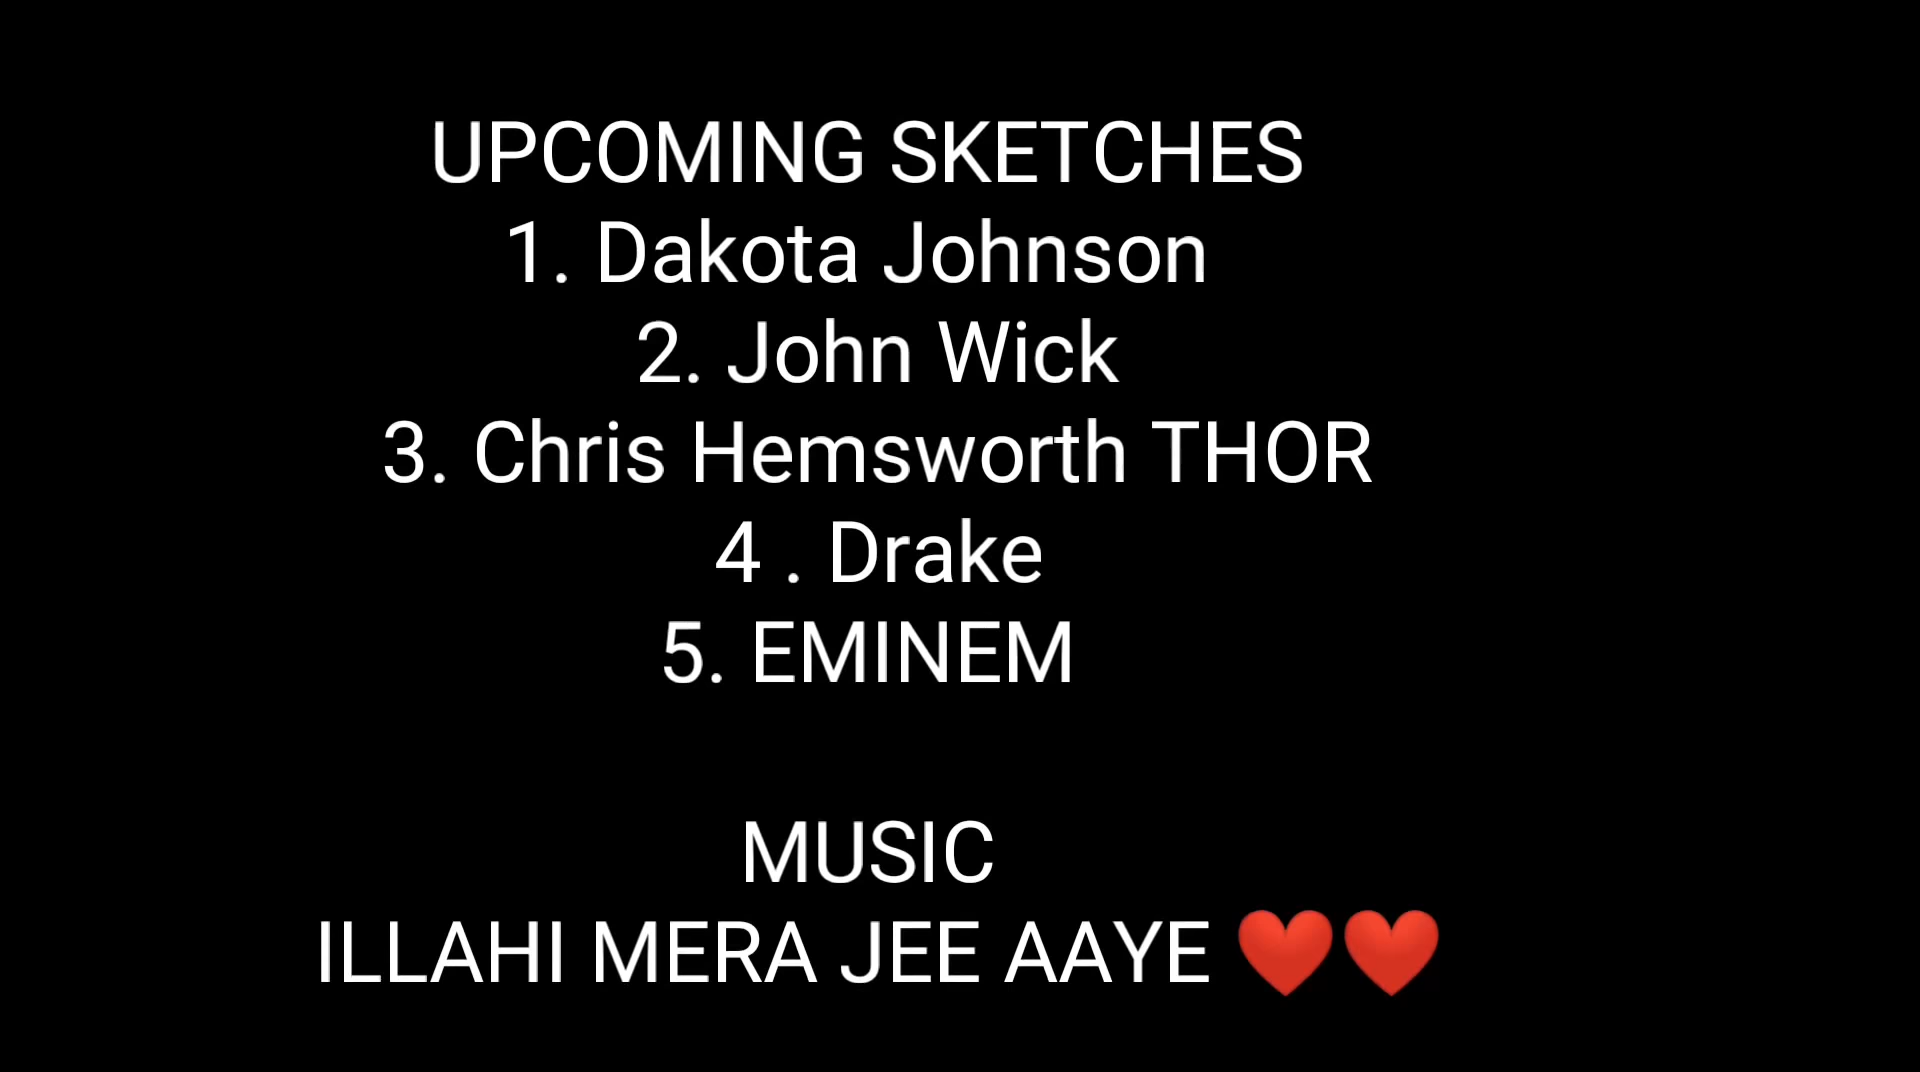 UPCOMING SKETCHES
1. Dakota Johnson
2. John Wick
3. Chris Hemsworth THOR
4 . Drake
5. EMINEM
MUSIC
ILLAHI MERA JEE AAYE ❤️❤️